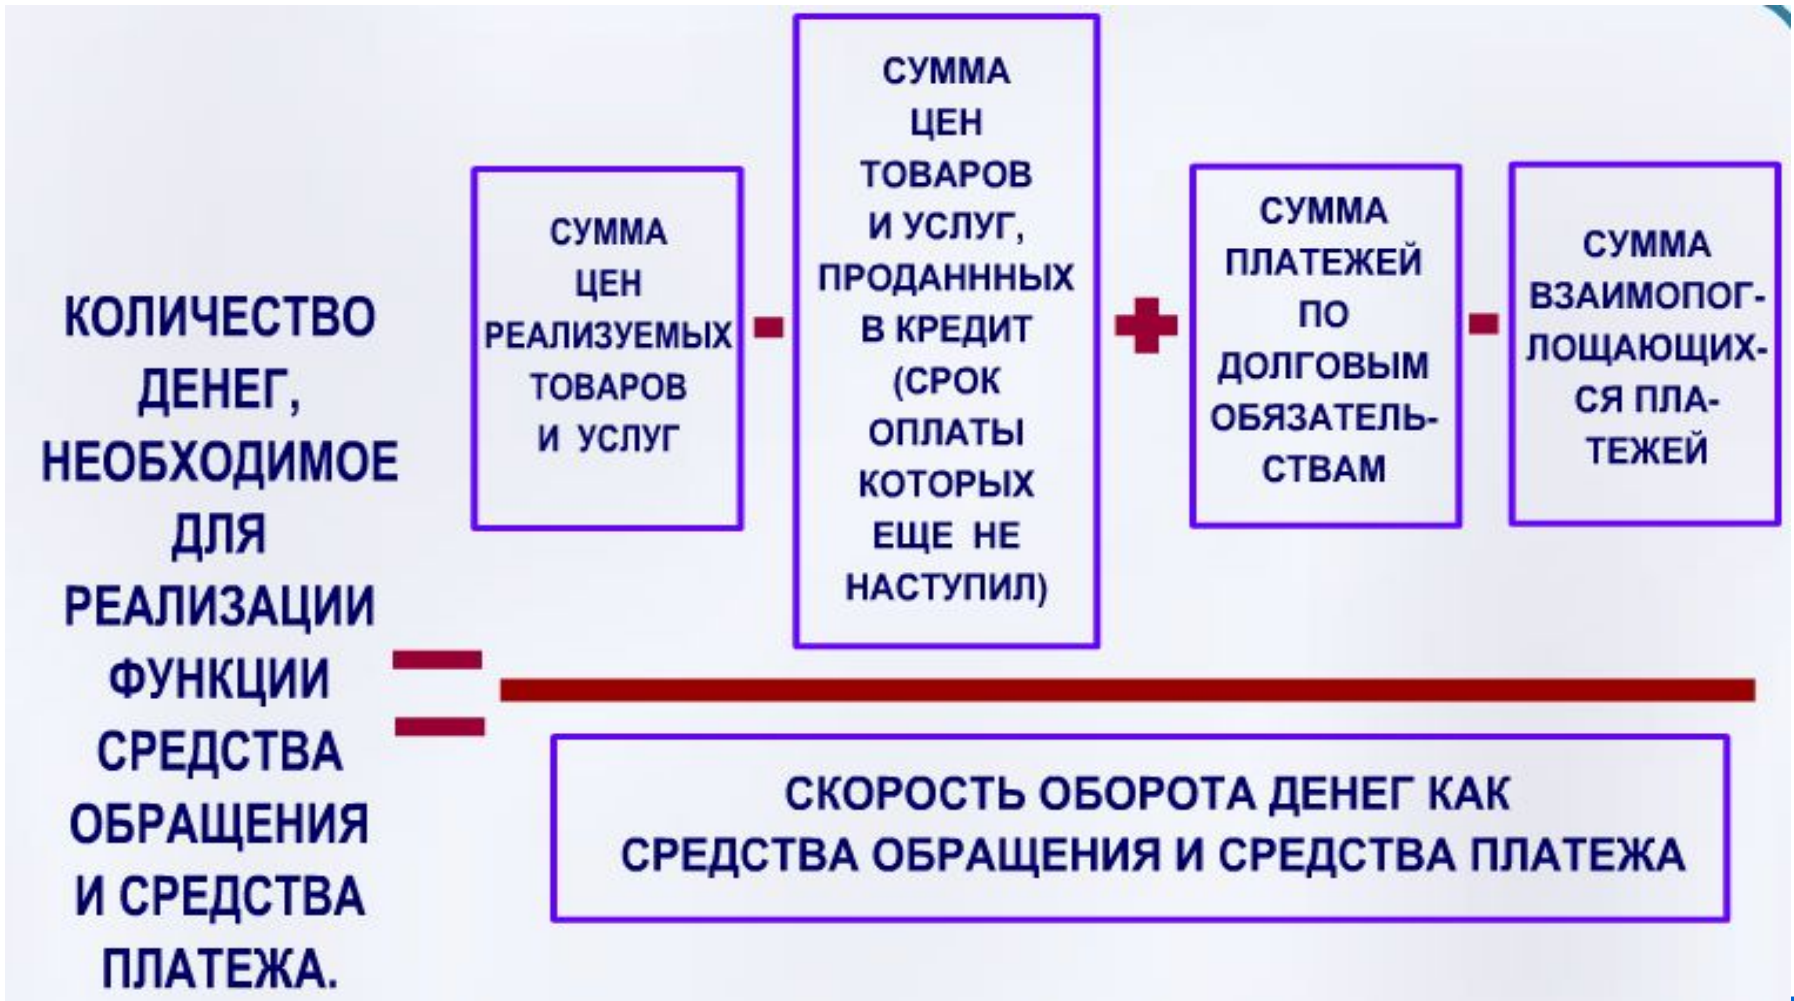 КОЛИЧЕСТВО
ДЕНЕГ,
НЕОБХОДИМОЕ
ДЛЯ
РЕАЛИЗАЦИИ
ФУНКЦИИ
СРЕДСТВА
ОБРАЩЕНИЯ
И СРЕДСТВА
ПЛАТЕЖА.
=
СУММА
ЦЕН
РЕАЛИЗУЕМЫХ
ТОВАРОВ
И УСЛУГ
-
СУММА
ЦЕН
ТОВАРОВ
И УСЛУГ,
ПРОДАНННЫХ
В КРЕДИТ
(СРОК
ОПЛАТЫ
КОТОРЫХ
ЕЩЕ НЕ
НАСТУПИЛ)
+
СУММА
ПЛАТЕЖЕЙ
ПО
ДОЛГОВЫМ
ОБЯЗАТЕЛЬ-
СТВАМ
-
СУММА
ВЗАИМОПОГ-
ЛОЩАЮЩИХ-
СЯ ПЛА-
ТЕЖЕЙ
СКОРОСТЬ ОБОРОТА ДЕНЕГ КАК
СРЕДСТВА ОБРАЩЕНИЯ И СРЕДСТВА ПЛАТЕЖА